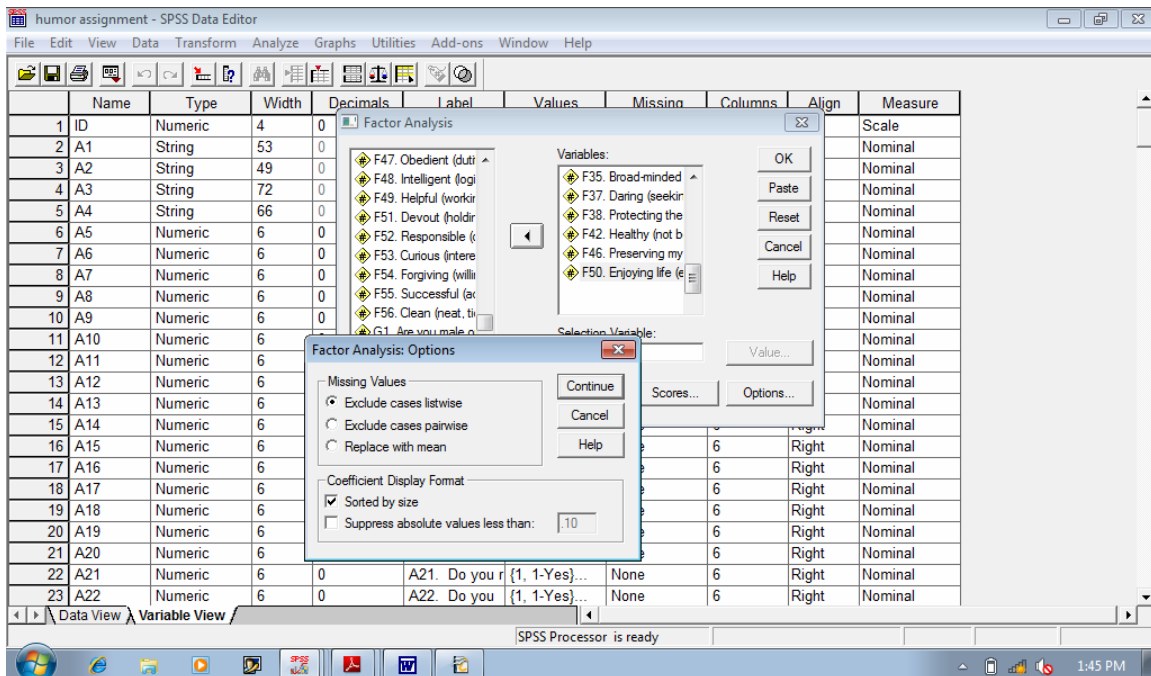 humor assignment - SPSS Data Editor
File Edit View Data Transform Analyze Graphs Utilities Add-ons Window Help
Name Type Width Decimals Label Values Missing Columns Align Measure
1 ID Numeric 4 0 Scale
2 A1 String 53 0 Nominal
3 A2 String 49 0 Nominal
4 A3 String 72 0 Nominal
5 A4 String 66 0 Nominal
6 A5 Numeric 6 0 Nominal
7 A6 Numeric 6 0 Nominal
8 A7 Numeric 6 0 Nominal
9 A8 Numeric 6 0 Nominal
10 A9 Numeric 6 0 Nominal
11 A10 Numeric 6 Nominal
12 A11 Numeric 6 Nominal
13 A12 Numeric 6 Nominal
14 A13 Numeric 6 Nominal
15 A14 Numeric 6 Right Nominal
16 A15 Numeric 6 6 Right Nominal
17 A16 Numeric 6 6 Right Nominal
18 A17 Numeric 6 6 Right Nominal
19 A18 Numeric 6 6 Right Nominal
20 A19 Numeric 6 6 Right Nominal
21 A20 Numeric 6 6 Right Nominal
22 A21 Numeric 6 0 A21. Do you r {1, 1-Yes}... None 6 Right Nominal
23 A22 Numeric 6 0 A22. Do you {1, 1-Yes}... None 6 Right Nominal
Factor Analysis
F47. Obedient (duti
F48. Intelligent (logi
F49. Helpful (workin
F51. Devout (holdin
F52. Responsible (
F53. Curious (intere
F54. Forgiving (willi
F55. Successful (ac
F56. Clean (neat, ti
G1. Are you male o
Variables:
F35. Broad-minded
F37. Daring (seekin
F38. Protecting the
F42. Healthy (not b
F46. Preserving my
F50. Enjoying life (e
Selection Variable:
OK
Paste
Reset
Cancel
Help
Value...
Scores...
Options...
Factor Analysis: Options
Missing Values
Exclude cases listwise
Exclude cases pairwise
Replace with mean
Coefficient Display Format
Sorted by size
Suppress absolute values less than: .10
Continue
Cancel
Help
Data View Variable View
SPSS Processor is ready
1:45 PM